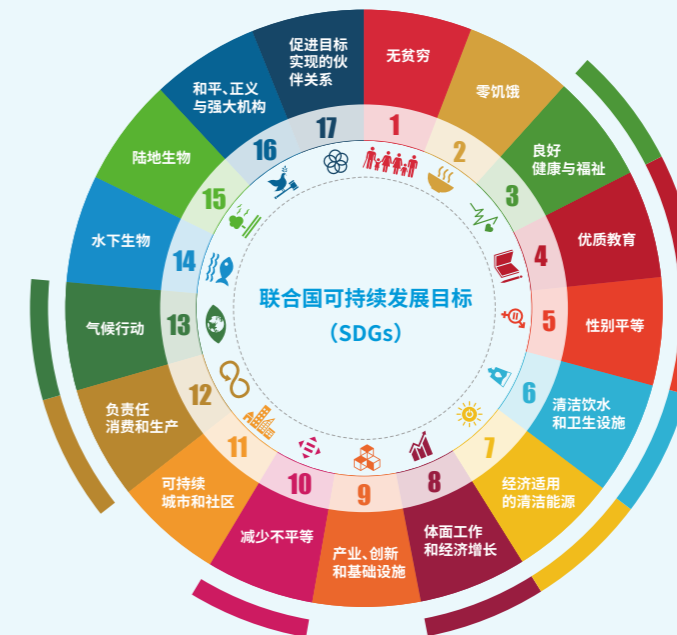 联合国可持续发展目标
（SDGs）
1
无贫穷
2
零饥饿
3
良好
健康与福祉
4
优质教育
5
性别平等
6
清洁饮水
和卫生设施
7
经济适用
的清洁能源
8
体面工作
和经济增长
9
产业、创新
和基础设施
10
减少不平等
11
可持续
城市和社区
12
负责任
消费和生产
13
气候行动
14
水下生物
15
陆地生物
16
和平、正义
与强大机构
17
促进目标
实现的伙
伴关系